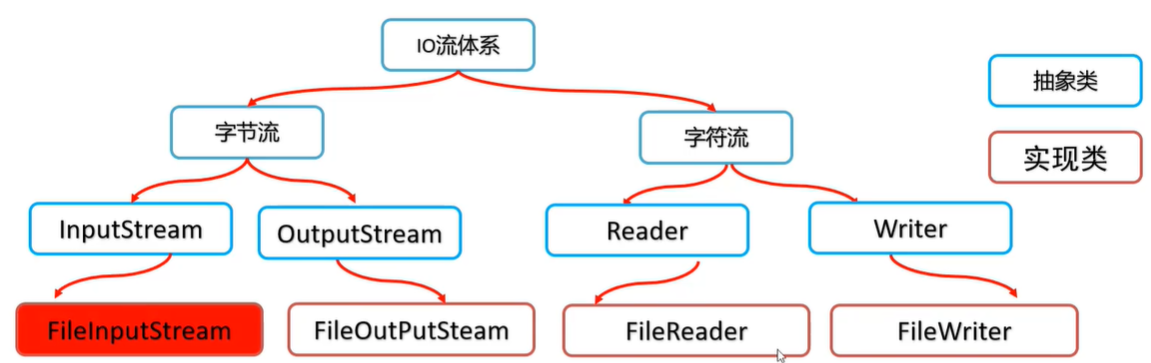 IO流体系
抽象类
字节流
字符流
实现类
InputStream
OutputStream
Reader
Writer
FileInputStream
FileOutPutSteam
FileReader
FileWriter